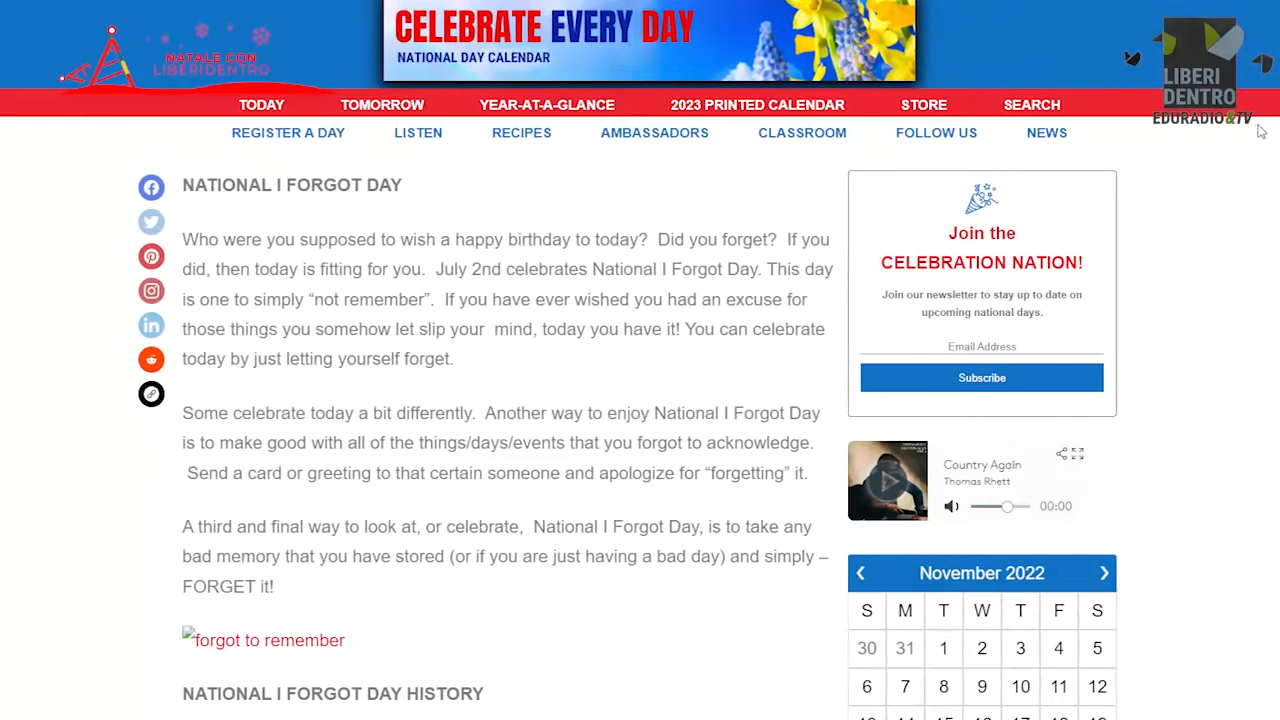 CELEBRATE EVERY DAY
NATIONAL DAY CALENDAR
NATALE CON
LIBERIDENTRO
LIBERI
DENTRO
EDURADIO&TV
TODAY TOMORROW YEAR-AT-A-GLANCE 2023 PRINTED CALENDAR STORE SEARCH
REGISTER A DAY LISTEN RECIPES AMBASSADORS CLASSROOM FOLLOW US NEWS
NATIONAL I FORGOT DAY
Who were you supposed to wish a happy birthday to today?  Did you forget?  If you
did, then today is fitting for you.  July 2nd celebrates National I Forgot Day. This day
is one to simply “not remember”.  If you have ever wished you had an excuse for
those things you somehow let slip your  mind, today you have it! You can celebrate
today by just letting yourself forget.
Some celebrate today a bit differently.  Another way to enjoy National I Forgot Day
is to make good with all of the things/days/events that you forgot to acknowledge.
Send a card or greeting to that certain someone and apologize for “forgetting” it.
A third and final way to look at, or celebrate,  National I Forgot Day, is to take any
bad memory that you have stored (or if you are just having a bad day) and simply –
FORGET it!
forgot to remember
NATIONAL I FORGOT DAY HISTORY
Join the
CELEBRATION NATION!
Join our newsletter to stay up to date on
upcoming national days.
Email Address
Subscribe
Country Again
Thomas Rhett
00:00
November 2022
S M T W T F S
30 31 1 2 3 4 5
6 7 8 9 10 11 12